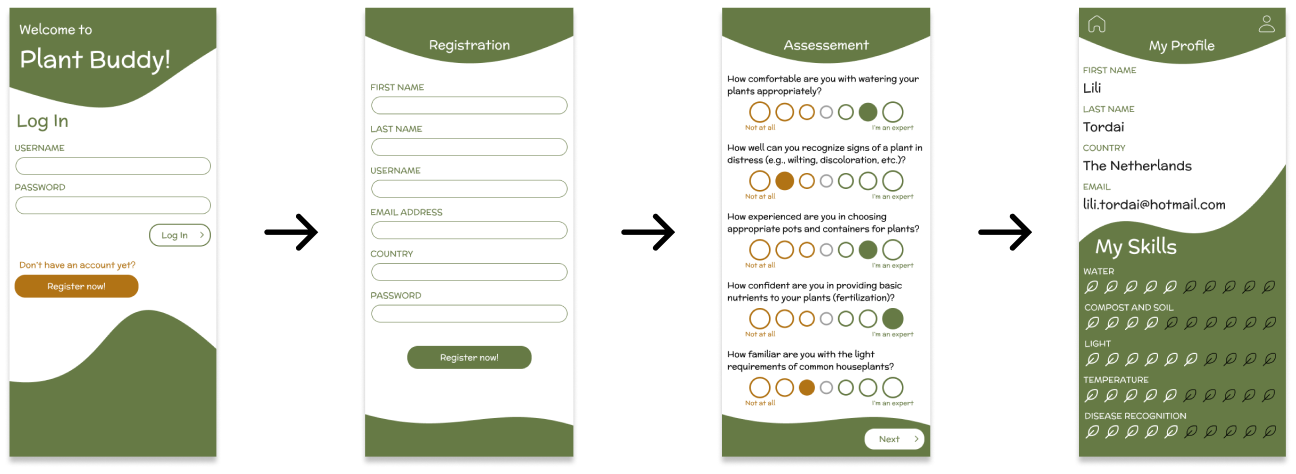 Welcome to
Plant Buddy!
Log In
USERNAME
PASSWORD
Log In
Don't have an account yet?
Register now!
Registration
FIRST NAME
LAST NAME
USERNAME
EMAIL ADDRESS
COUNTRY
PASSWORD
Register now!
Assessement
How comfortable are you with watering your
plants appropriately?
Not at all
I'm an expert
How well can you recognize signs of a plant in
distress (e.g., wilting, discoloration, etc.)?
Not at all
I'm an expert
How experienced are you in choosing
appropriate pots and containers for plants?
Not at all
I'm an expert
How confident are you in providing basic
nutrients to your plants (fertilization)?
Not at all
I'm an expert
How familiar are you with the light
requirements of common houseplants?
Not at all
I'm an expert
Next
My Profile
FIRST NAME
Lili
LAST NAME
Tordai
COUNTRY
The Netherlands
EMAIL
lili.tordai@hotmail.com
My Skills
WATER
COMPOST AND SOIL
LIGHT
TEMPERATURE
DISEASE RECOGNITION